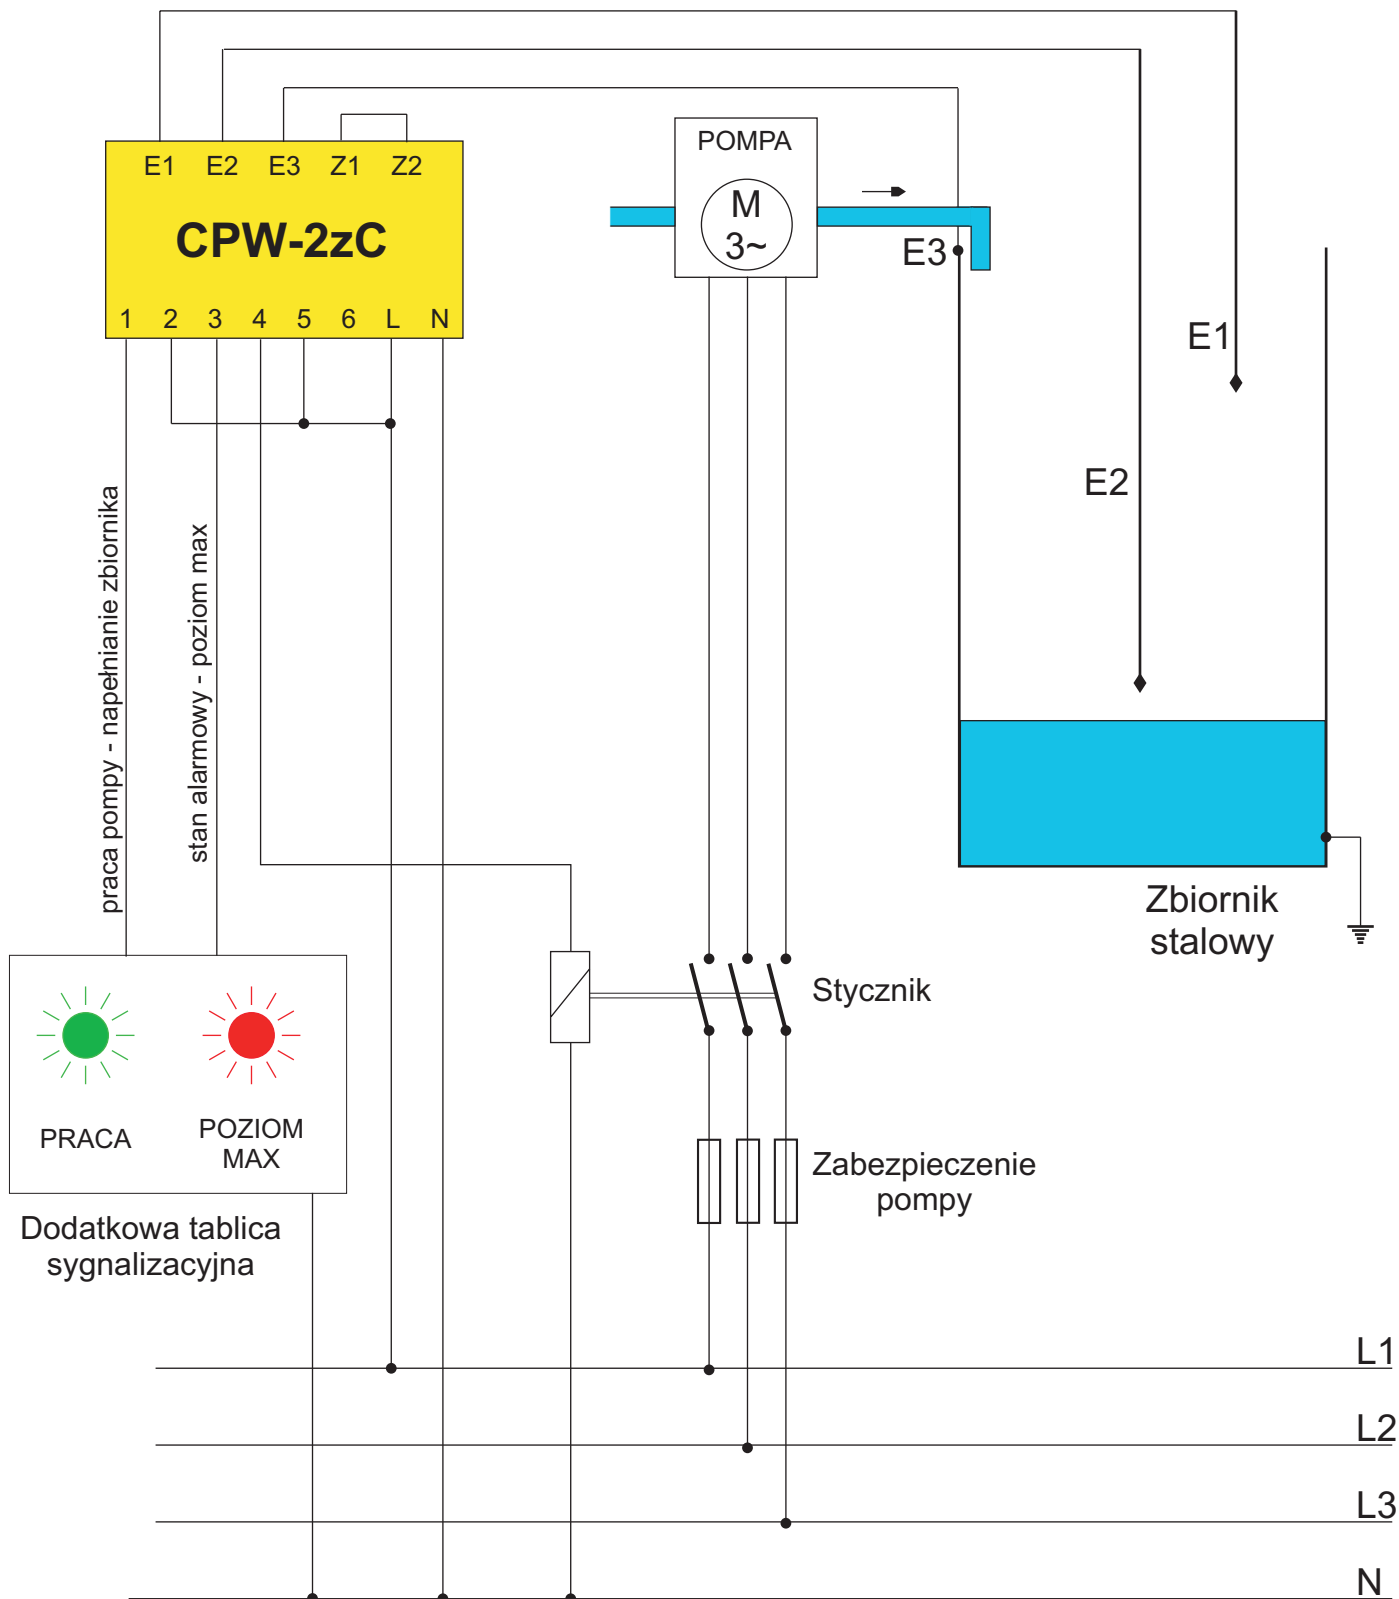 POMPA
E1 E2 E3 Z1 Z2
M
3~
CPW-2zC
E3
1 2 3 4 5 6 L N
E1
E2
praca pompy - napełnianie zbiornika
stan alarmowy - poziom max
Zbiornik
stalowy
Stycznik
PRACA
POZIOM
MAX
Zabezpieczenie
pompy
Dodatkowa tablica
sygnalizacyjna
L1
L2
L3
N